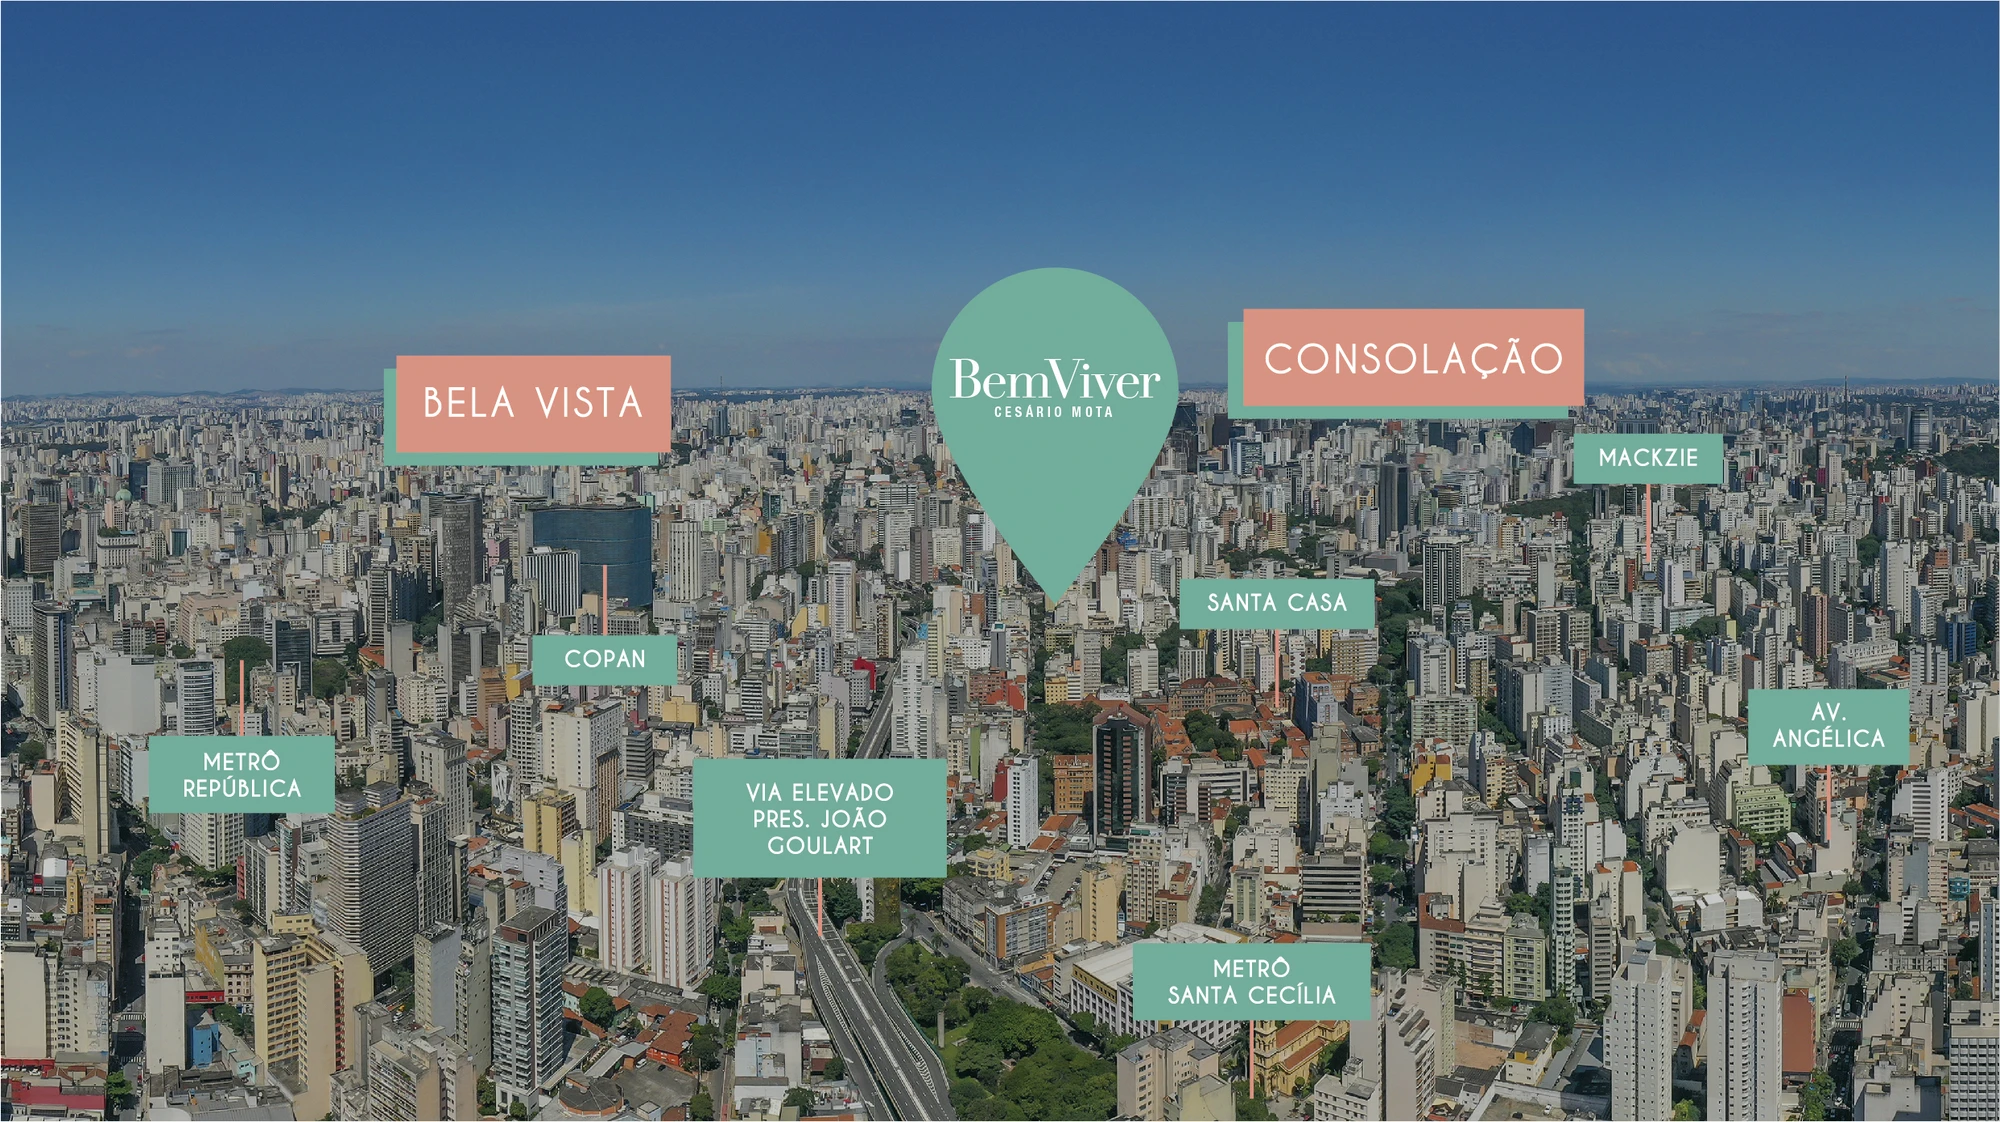 CONSOLAÇÃO
BELA VISTA
BemViver
CESÁRIO MOTA
MACKZIE
SANTA CASA
COPAN
AV.
ANGÉLICA
METRÔ
REPÚBLICA
VIA ELEVADO
PRES. JOÃO
GOULART
METRÔ
SANTA CECÍLIA